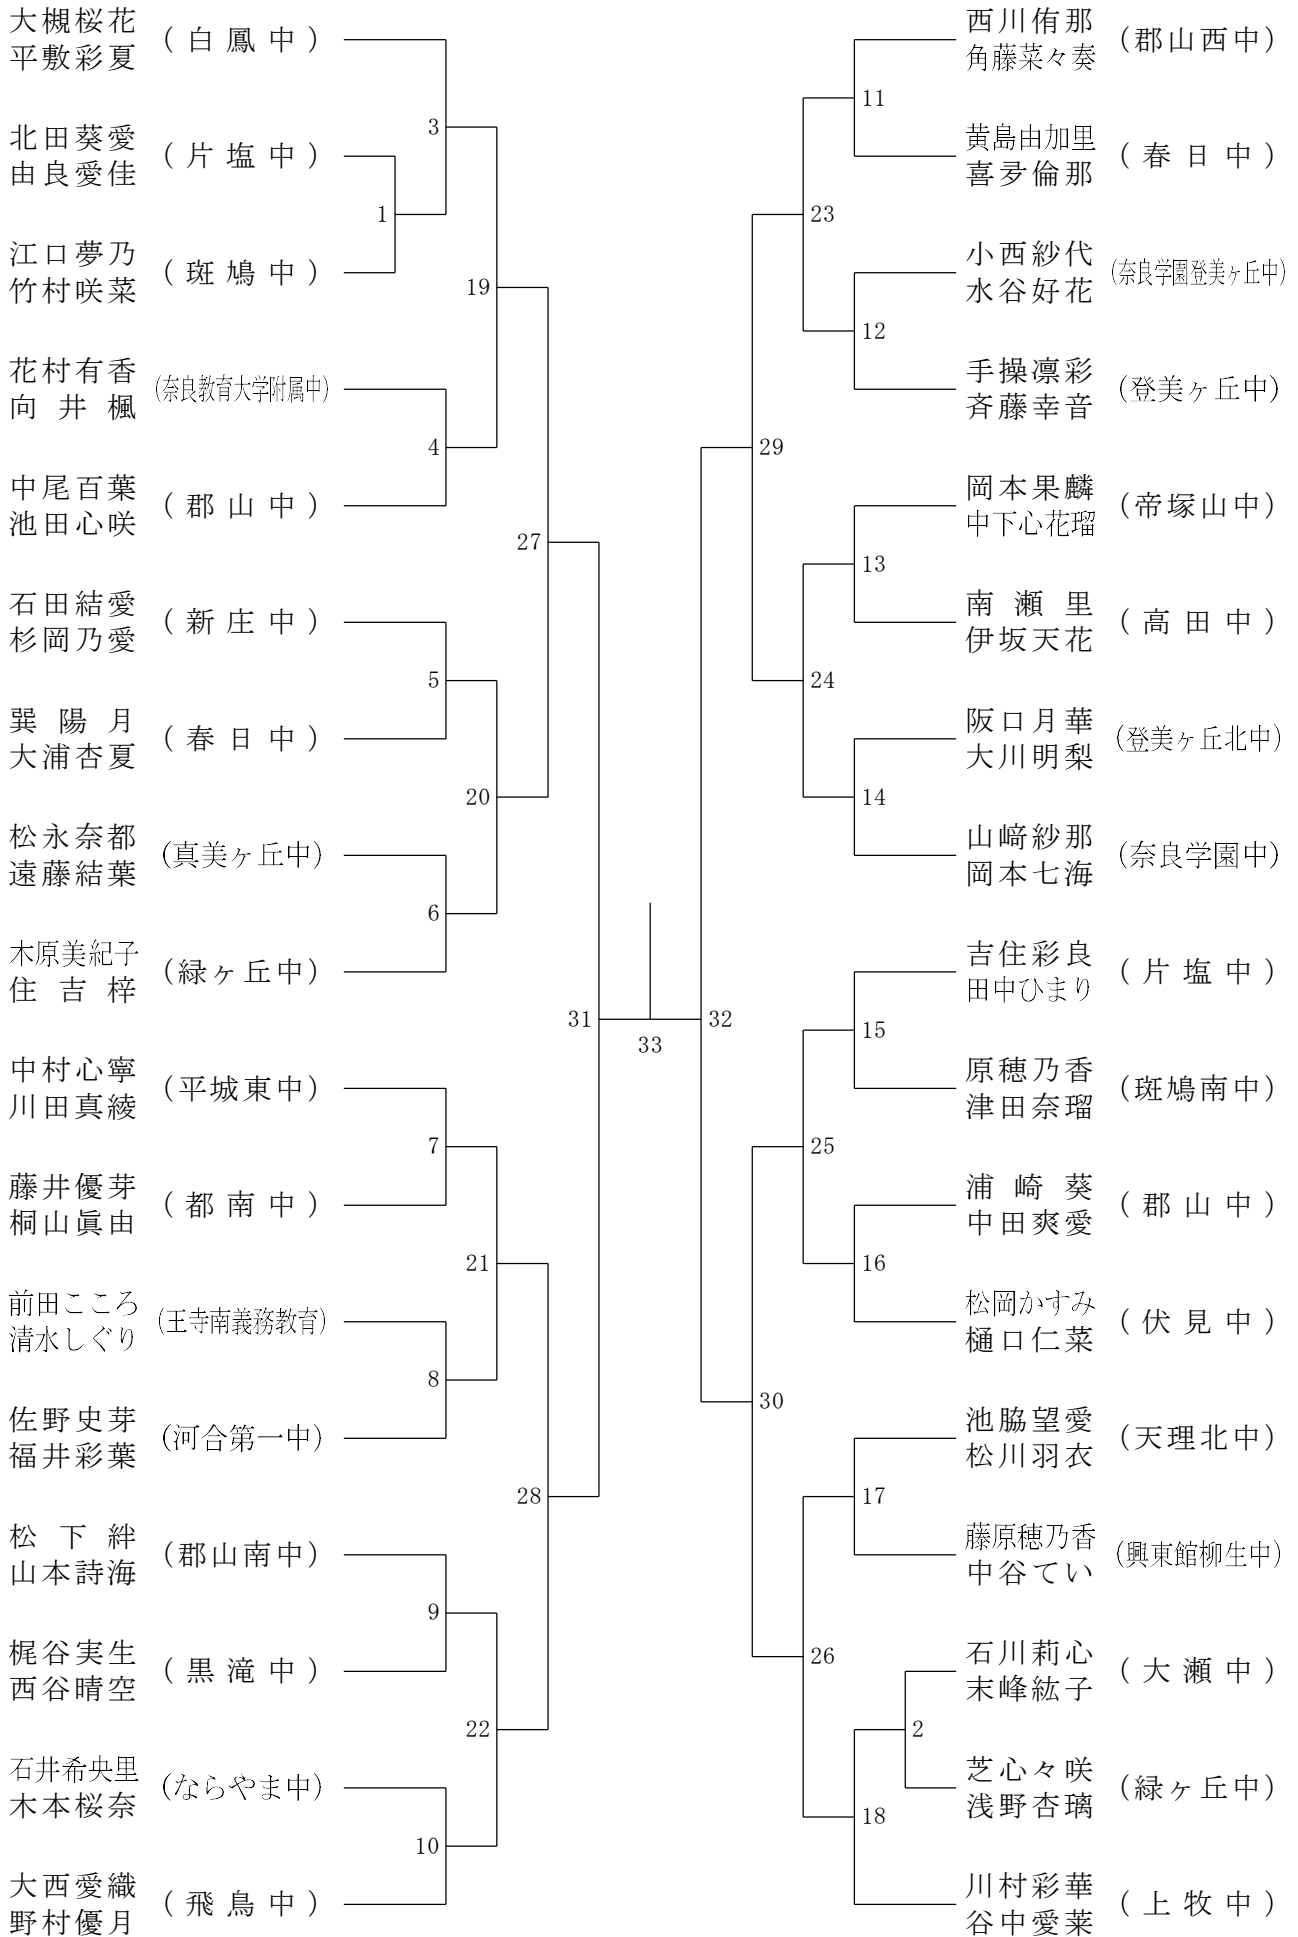 大槻桜花
平敷彩夏
(白鳳中)
北田葵愛
由良愛佳
(片塩中)
江口夢乃
竹村咲菜
(斑鳩中)
花村有香
向井楓
(奈良教育大学附属中)
中尾百葉
池田心咲
(郡山中)
石田結愛
杉岡乃愛
(新庄中)
巽陽月
大浦杏夏
(春日中)
松永奈都
遠藤結葉
(真美ヶ丘中)
木原美紀子
住吉梓
(緑ヶ丘中)
中村心寧
川田真綾
(平城東中)
藤井優芽
桐山眞由
(都南中)
前田こころ
清水しぐり
(王寺南義務教育)
佐野史芽
福井彩葉
(河合第一中)
松下絆
山本詩海
(郡山南中)
梶谷実生
西谷晴空
(黒滝中)
石井希央里
木本桜奈
(ならやま中)
大西愛織
野村優月
(飛鳥中)
1
3
4
5
6
7
8
9
10
19
20
21
22
27
28
31
33
32
29
30
23
24
25
26
11
12
13
14
15
16
17
18
2
西川侑那
角藤菜々奏
(郡山西中)
黄島由加里
喜夛倫那
(春日中)
小西紗代
水谷好花
(奈良学園登美ヶ丘中)
手操凛彩
斉藤幸音
(登美ヶ丘中)
岡本果麟
中下心花瑠
(帝塚山中)
南瀬里
伊坂天花
(高田中)
阪口月華
大川明梨
(登美ヶ丘北中)
山﨑紗那
岡本七海
(奈良学園中)
吉住彩良
田中ひまり
(片塩中)
原穂乃香
津田奈瑠
(斑鳩南中)
浦崎葵
中田爽愛
(郡山中)
松岡かすみ
樋口仁菜
(伏見中)
池脇望愛
松川羽衣
(天理北中)
藤原穂乃香
中谷てい
(興東館柳生中)
石川莉心
末峰紘子
(大瀬中)
芝心々咲
浅野杏璃
(緑ヶ丘中)
川村彩華
谷中愛莱
(上牧中)